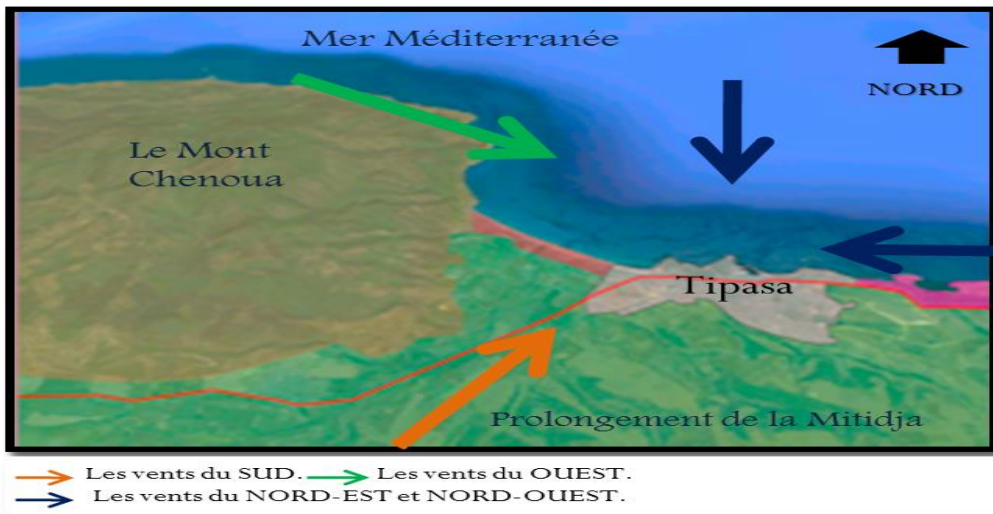 Mer Méditerranée
NORD
Le Mont
Chenoua
Tipasa
Prolongement de la Mitidja
Les vents du SUD. Les vents du OUEST.
Les vents du NORD-EST et NORD-OUEST.